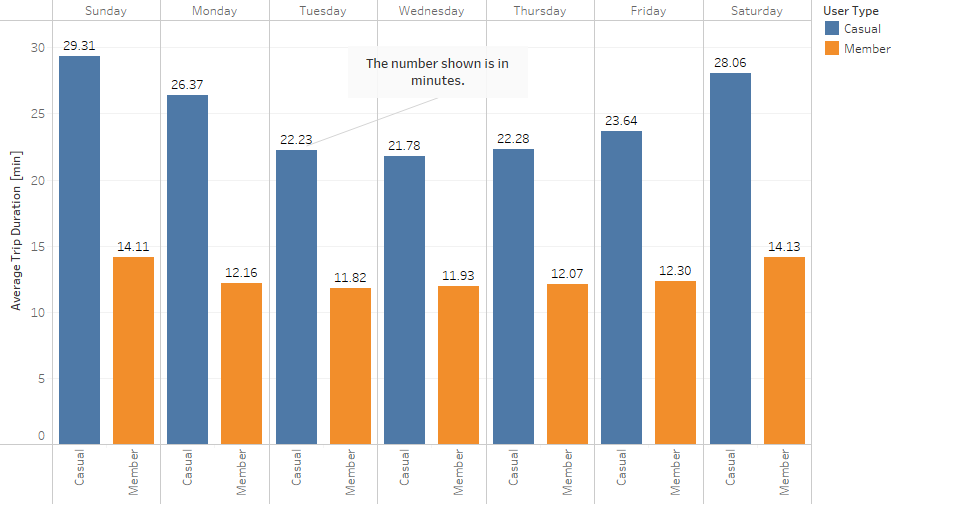 Sunday Monday Tuesday Wednesday Thursday Friday Saturday
User Type
Casual
Member
The number shown is in
minutes.
Average Trip Duration [min]
30
25
20
15
10
5
0
29.31 14.11 26.37 12.16 22.23 11.82 21.78 11.93 22.28 12.07 23.64 12.30 28.06 14.13
Casual Member Casual Member Casual Member Casual Member Casual Member Casual Member Casual Member